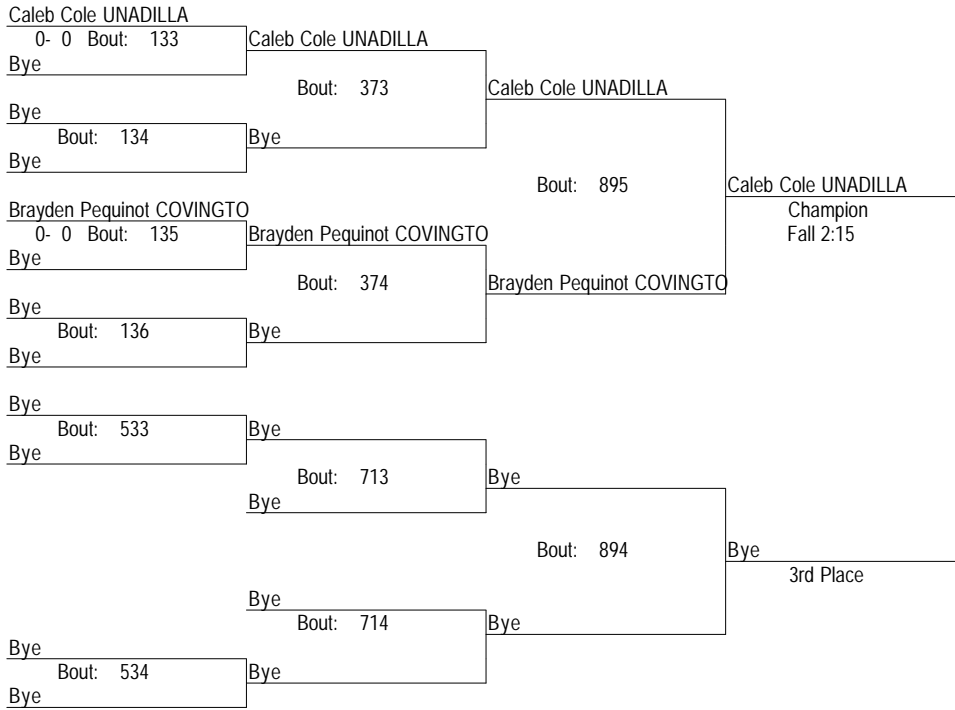 Caleb Cole UNADILLA
0- 0 Bout: 133 Caleb Cole UNADILLA
Bye
Bout: 373 Caleb Cole UNADILLA
Bye
Bout: 134 Bye
Bye
Bout: 895 Caleb Cole UNADILLA
Brayden Pequinot COVINGTO Champion
0- 0 Bout: 135 Brayden Pequinot COVINGTO Fall 2:15
Bye
Bout: 374 Brayden Pequinot COVINGTO
Bye
Bout: 136 Bye
Bye
Bye
Bout: 533 Bye
Bye
Bout: 713 Bye
Bye
Bout: 894 Bye
3rd Place
Bye
Bout: 714 Bye
Bye
Bout: 534 Bye
Bye